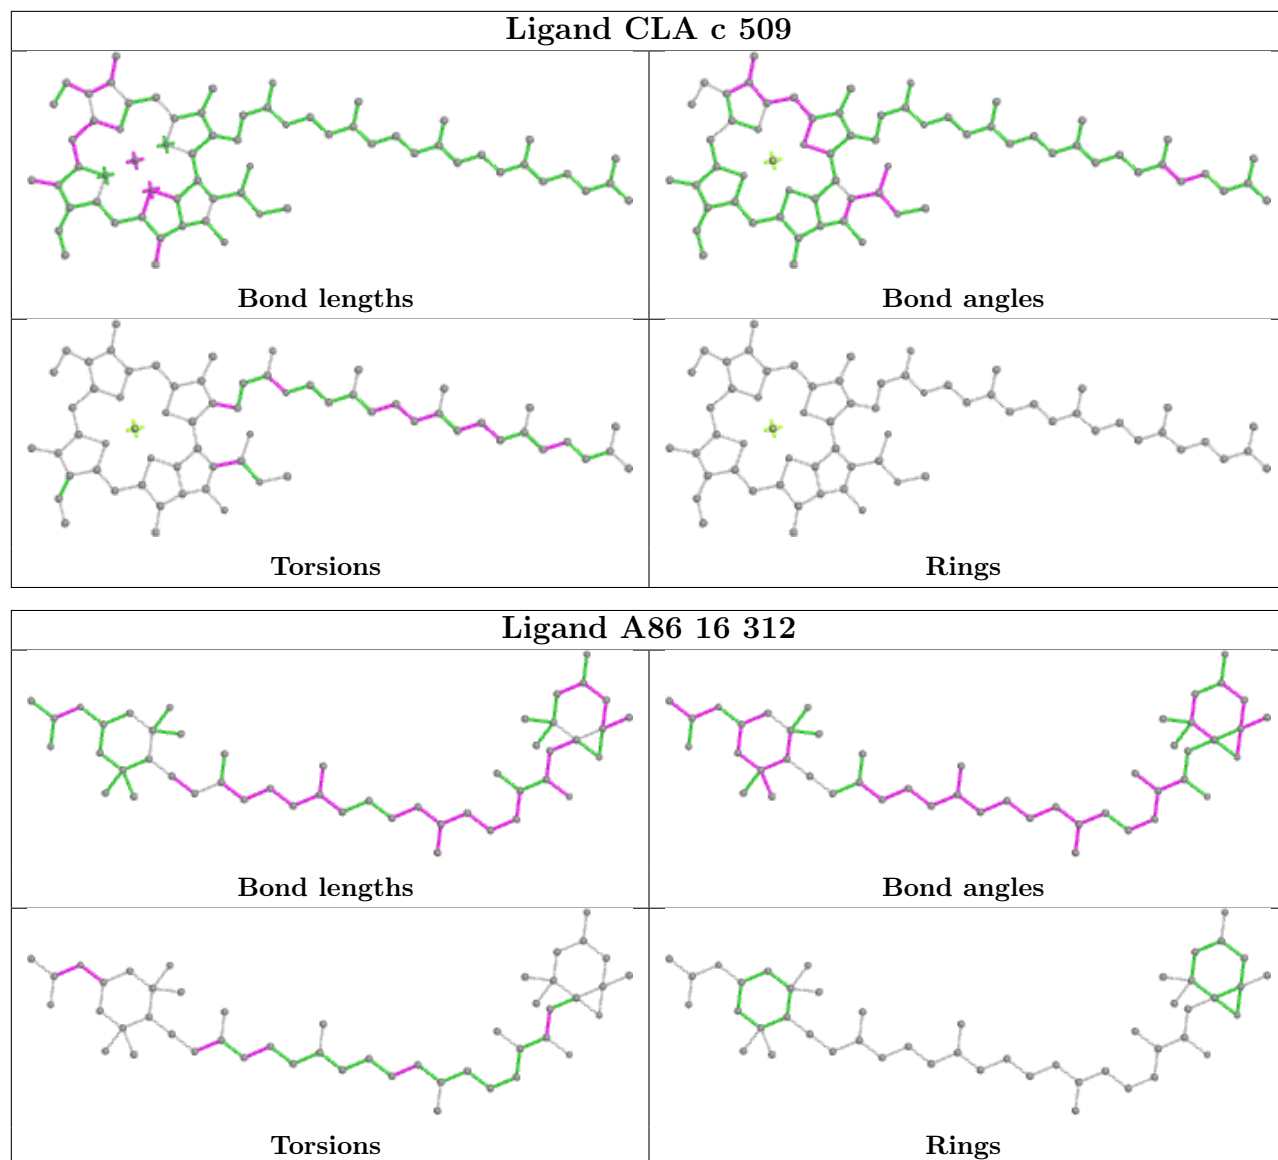 Ligand CLA c 509
Bond lengths
Bond angles
Torsions
Rings
Ligand A86 16 312
Bond lengths
Bond angles
Torsions
Rings